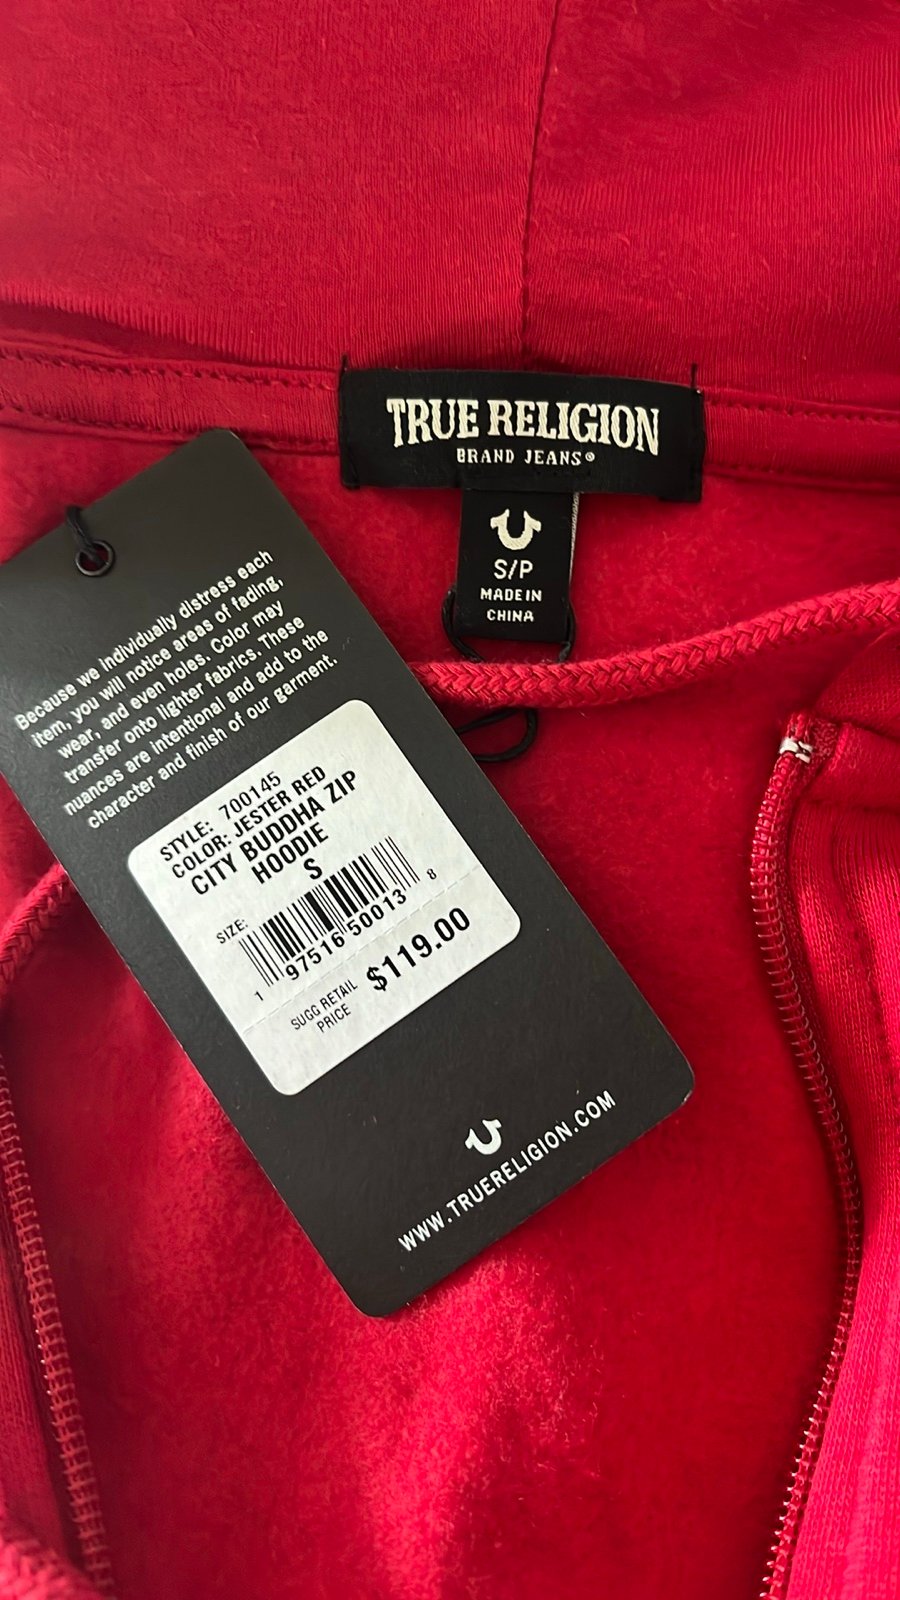 TRUE RELIGION
BRAND JEANS®
S/P
MADE IN
CHINA
Because we individually distress each
item, you will notice areas of fading,
wear, and even holes. Color may
transfer onto lighter fabrics. These
nuances are intentional and add to the
character and finish of our garment.
STYLE: 700145
COLOR: JESTER RED
CITY BUDDHA ZIP
HOODIE
SIZE: S
1 97516 50013 8
SUGG RETAIL
PRICE
$119.00
WWW.TRUERELIGION.COM